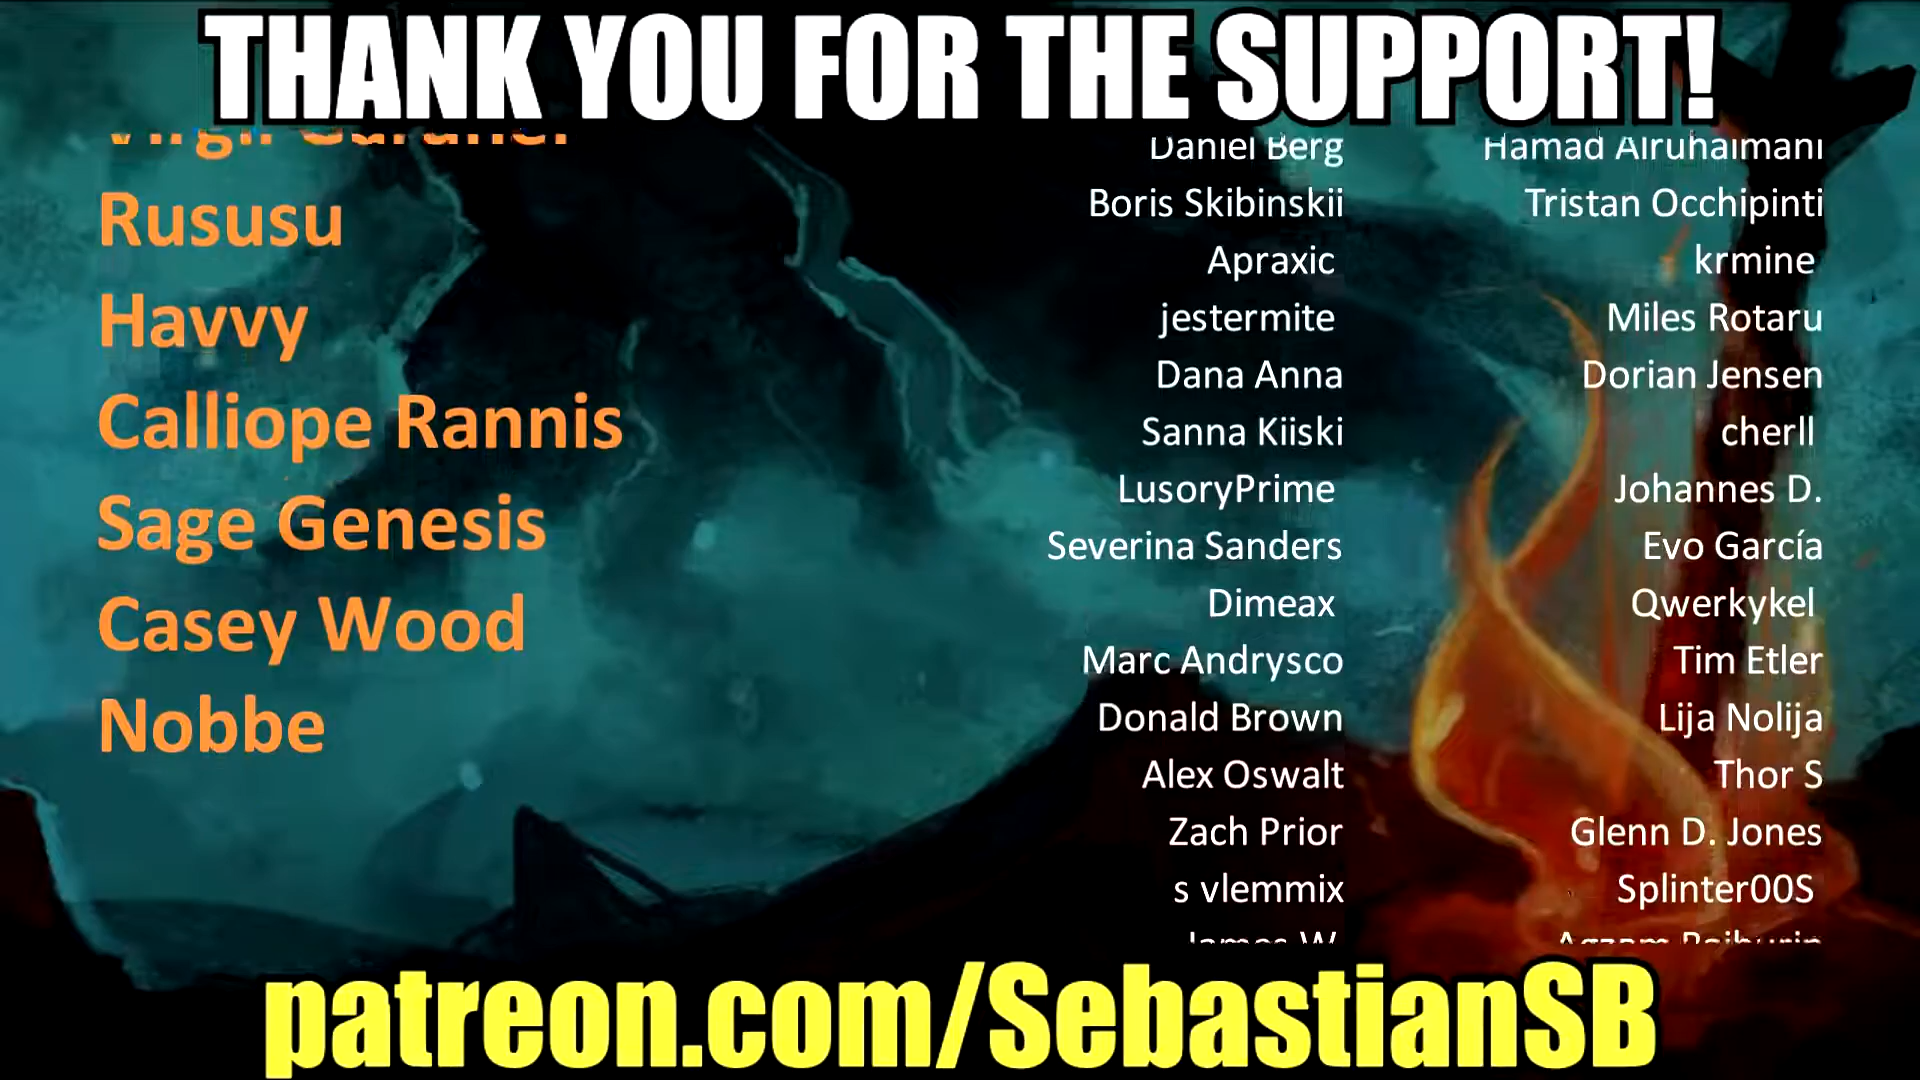 THANK YOU FOR THE SUPPORT!
Rususu
Havvy
Calliope Rannis
Sage Genesis
Casey Wood
Nobbe
Daniel Berg
Boris Skibinskii
Apraxic
jestermite
Dana Anna
Sanna Kiiski
LusoryPrime
Severina Sanders
Dimeax
Marc Andrysco
Donald Brown
Alex Oswalt
Zach Prior
s vlemmix
James W.
Hamad Alruhaimani
Tristan Occhipinti
krmine
Miles Rotaru
Dorian Jensen
cherll
Johannes D.
Evo García
Qwerkykel
Tim Etler
Lija Nolija
Thor S
Glenn D. Jones
Splinter00S
patreon.com/SebastianSB